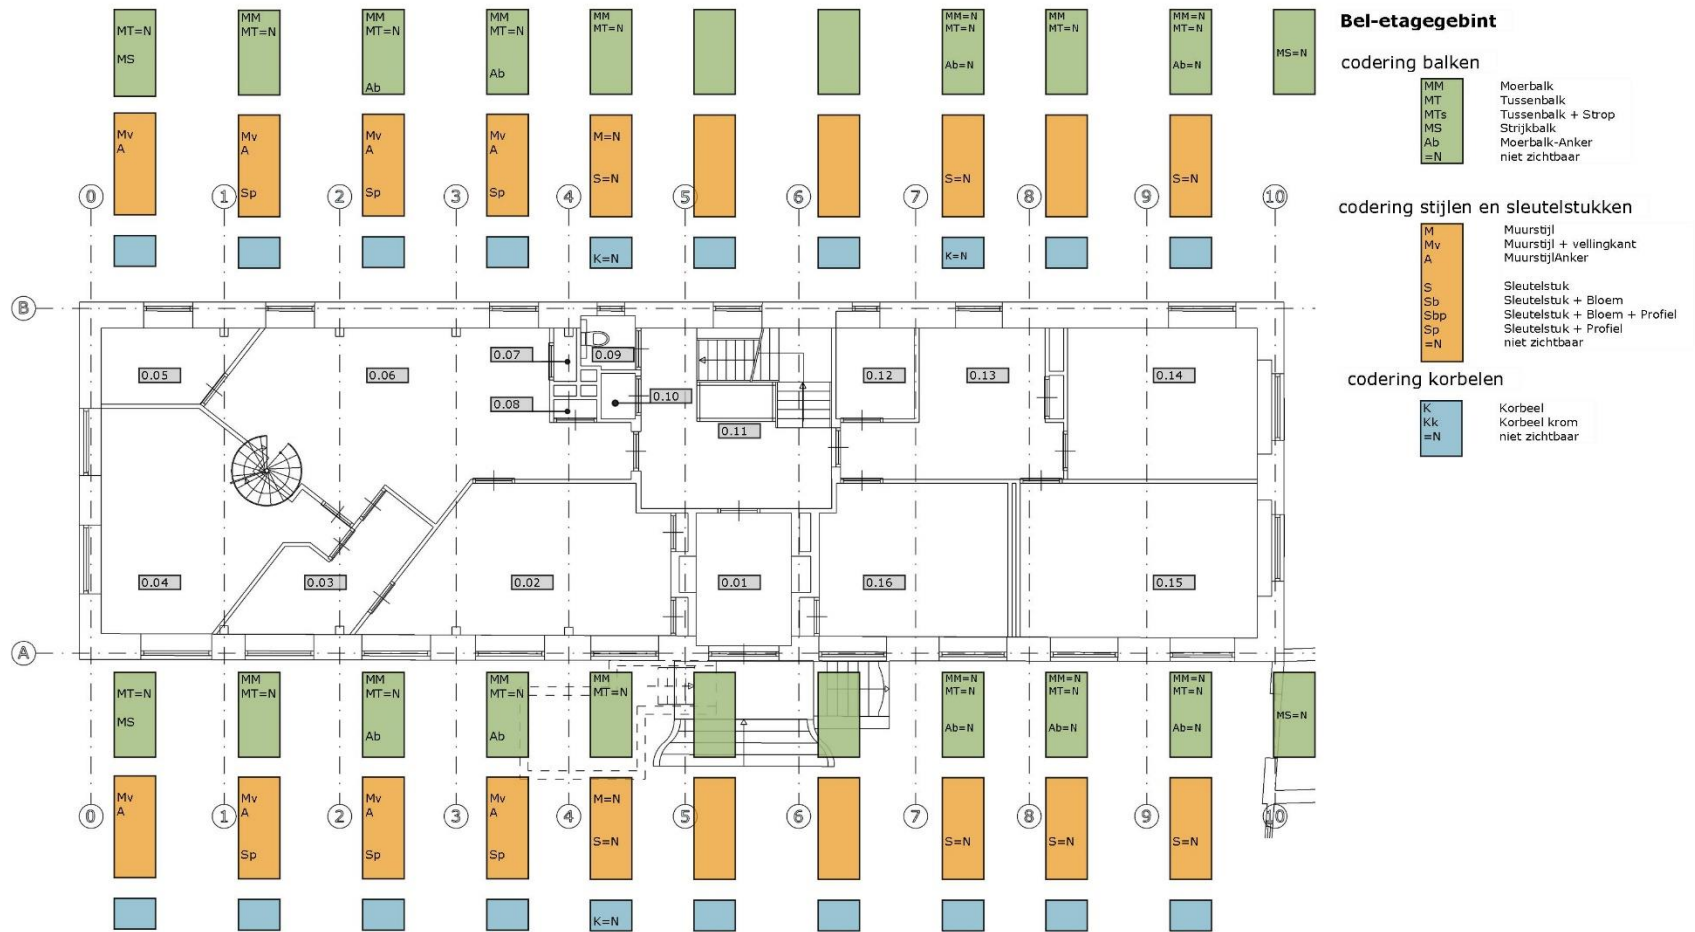 MT=N
MS
MM
MT=N
MM
MT=N
Ab
MM
MT=N
Ab
MM
MT=N
MM=N
MT=N
Ab=N
MM
MT=N
MM=N
MT=N
Ab=N
MS=N
Mv
A
Mv
A
Sp
Mv
A
Sp
Mv
A
Sp
M=N
S=N
S=N
S=N
0 1 2 3 4 5 6 7 8 9 10
K=N
K=N
B
0.05
0.06
0.07
0.08
0.09
0.10
0.11
0.12
0.13
0.14
0.04
0.03
0.02
0.01
0.16
0.15
A
MT=N
MS
MM
MT=N
MM
MT=N
Ab
MM
MT=N
Ab
MM
MT=N
MM=N
MT=N
Ab=N
MM=N
MT=N
Ab=N
MM=N
MT=N
Ab=N
MS=N
Mv
A
Mv
A
Sp
Mv
A
Sp
Mv
A
Sp
M=N
S=N
S=N
S=N
S=N
0 1 2 3 4 5 6 7 8 9 10
K=N
Bel-etagegebint
codering balken
MM Moerbalk
MT Tussenbalk
MTs Tussenbalk + Strop
MS Strijkbalk
Ab Moerbalk-Anker
=N niet zichtbaar
codering stijlen en sleutelstukken
M Muurstijl
Mv Muurstijl + vellingkant
A MuurstijlAnker
S Sleutelstuk
Sb Sleutelstuk + Bloem
Sbp Sleutelstuk + Bloem + Profiel
Sp Sleutelstuk + Profiel
=N niet zichtbaar
codering korbelen
K Korbeel
Kk Korbeel krom
=N niet zichtbaar